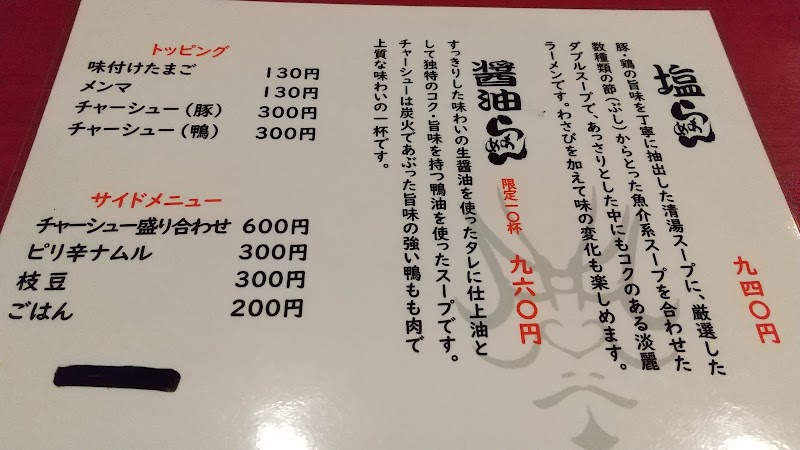 塩らーめん
豚・鶏の旨味を丁寧に抽出した清湯スープに、厳選した
数種類の節(ぶし)からとった魚介系スープを合わせた
ダブルスープで、あっさりとした中にもコクのある淡麗
ラーメンです。わさびを加えて味の変化も楽しめます。
九四〇円
醤油らーめん
限定一〇杯 九六〇円
すっきりした味わいの生醤油を使ったタレに仕上油と
して独特のコク・旨味を持つ鴨油を使ったスープです。
チャーシューは炭火であぶった旨味の強い鴨もも肉で
上質な味わいの一杯です。
トッピング
味付けたまご 130円
メンマ 130円
チャーシュー(豚) 300円
チャーシュー(鴨) 300円
サイドメニュー
チャーシュー盛り合わせ 600円
ピリ辛ナムル 300円
枝豆 300円
ごはん 200円